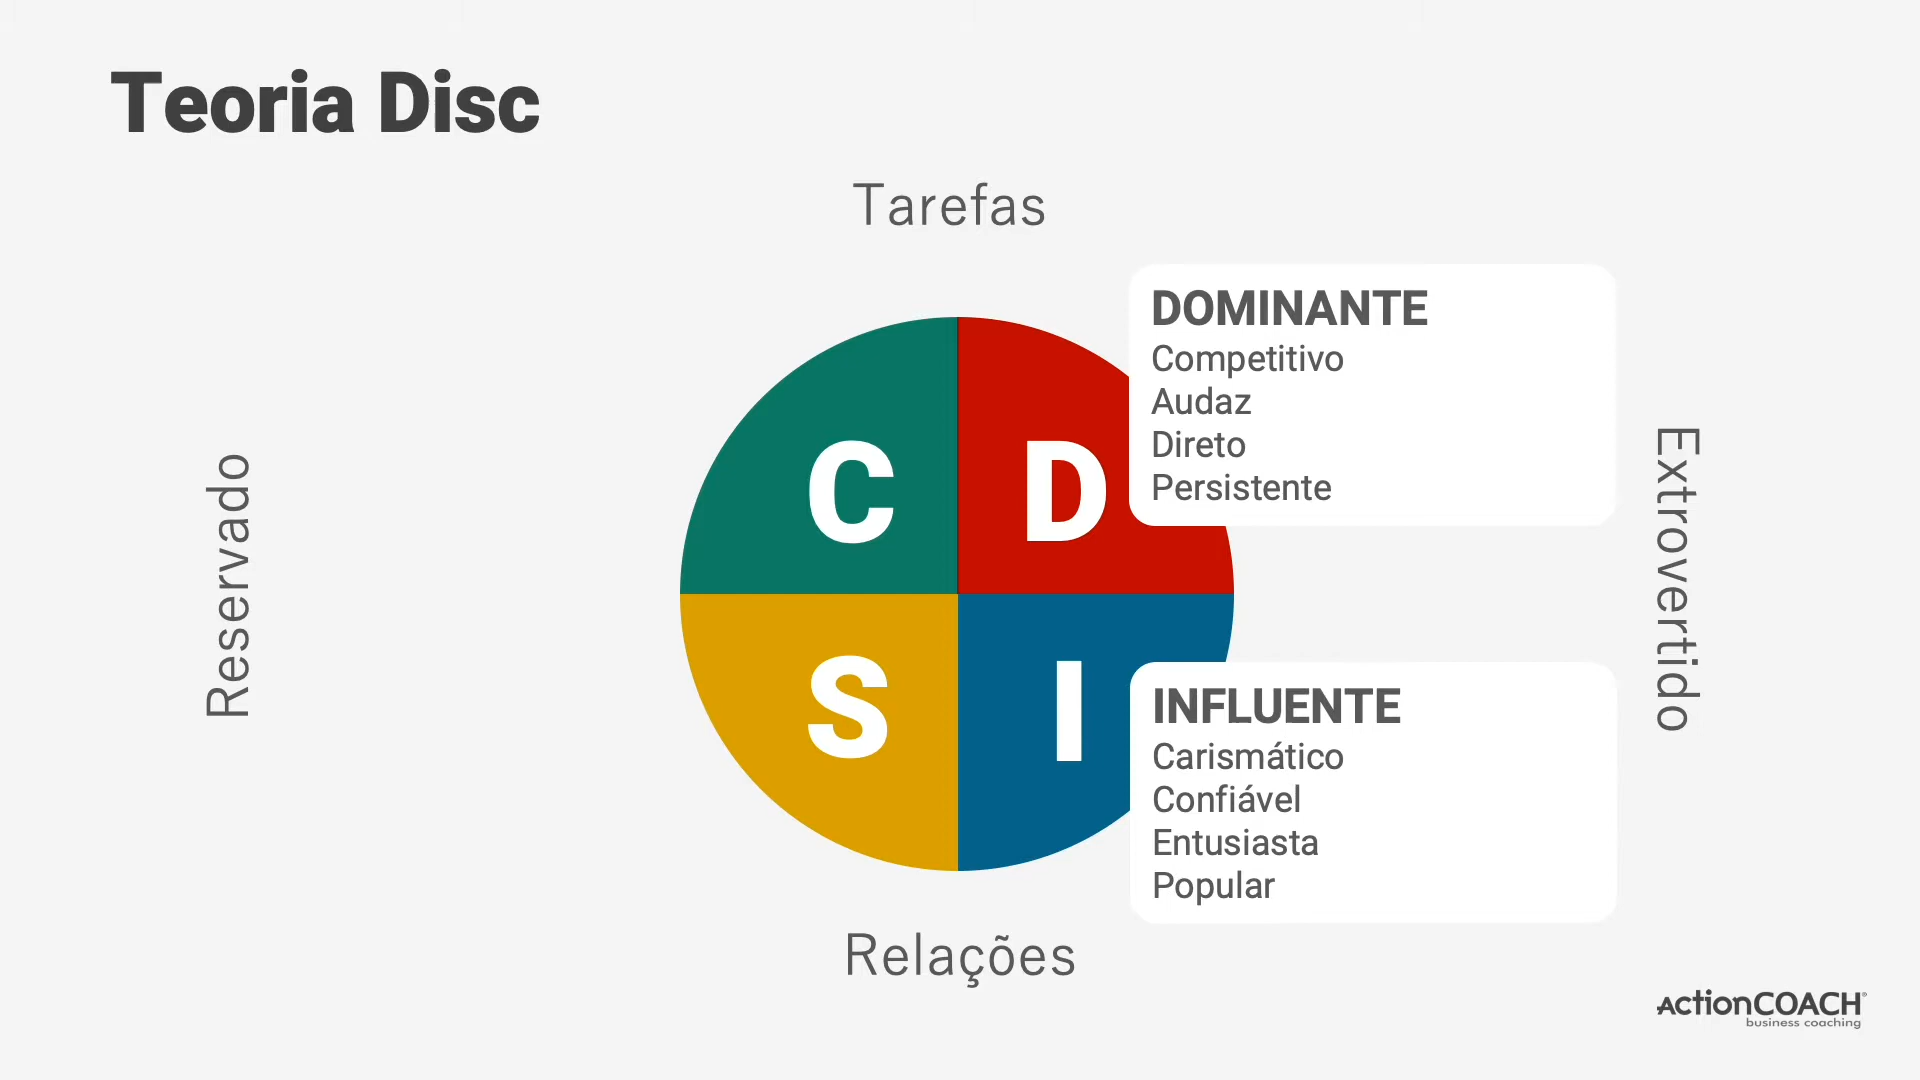 Teoria Disc
Tarefas
DOMINANTE
Competitivo
Audaz
Direto
Persistente
C
D
Reservado
Extrovertido
S
I
INFLUENTE
Carismático
Confiável
Entusiasta
Popular
Relações
ActionCOACH®
business coaching